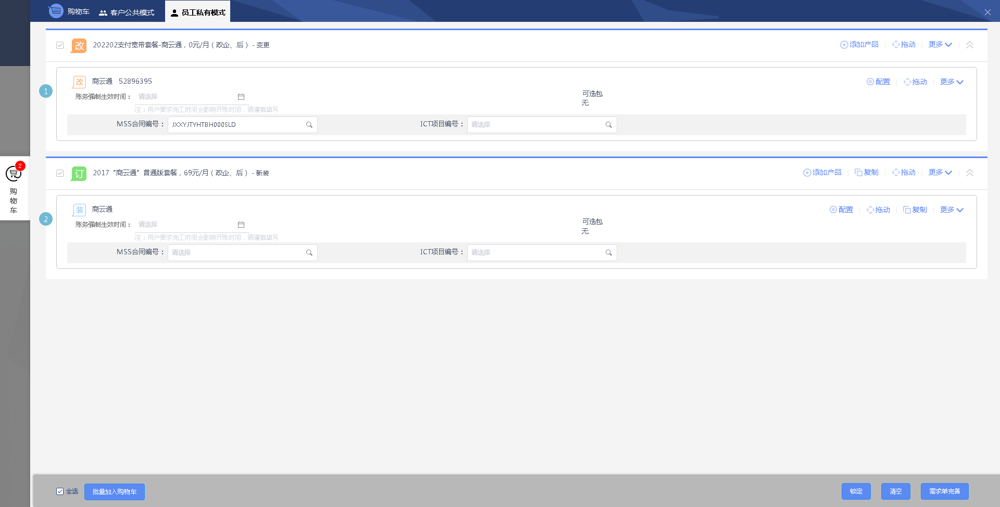 购物车 客户公共模式 员工私有模式
改 202202支付宽带套餐-商云通，0元/月（政企、后）- 变更 添加产品 拖动 更多
1
改 商云通 52896395 配置 拖动 更多
账务强制生效时间： 请选择
可选包
无
注：用户要求完工时间会影响开账时间，请谨慎填写
MSS合同编号： JXXYJTYHTBH000SLD ICT项目编号： 请选择
2
购
物
车
订 2017“商云通”普通版套餐，69元/月（政企、后）- 新装 添加产品 复制 拖动 更多
2
装 商云通 配置 拖动 复制 更多
账务强制生效时间： 请选择
可选包
无
注：用户要求完工时间会影响开账时间，请谨慎填写
MSS合同编号： 请选择 ICT项目编号： 请选择
全选 批量加入购物车 锁定 清空 需求单完善